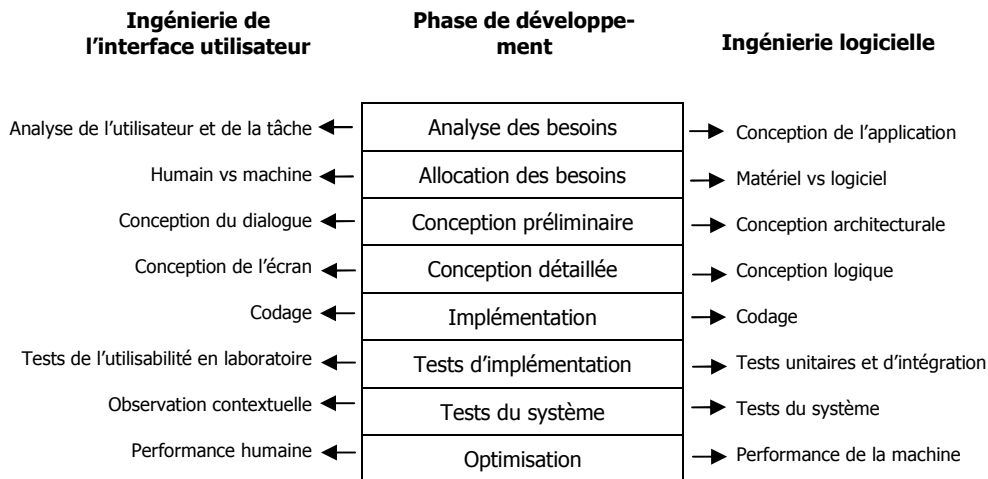 Ingénierie de
l'interface utilisateur
Phase de développe-
ment
Ingénierie logicielle
Analyse de l'utilisateur et de la tâche
Analyse des besoins
Conception de l'application
Humain vs machine
Allocation des besoins
Matériel vs logiciel
Conception du dialogue
Conception préliminaire
Conception architecturale
Conception de l'écran
Conception détaillée
Conception logique
Codage
Implémentation
Codage
Tests de l'utilisabilité en laboratoire
Tests d'implémentation
Tests unitaires et d'intégration
Observation contextuelle
Tests du système
Tests du système
Performance humaine
Optimisation
Performance de la machine